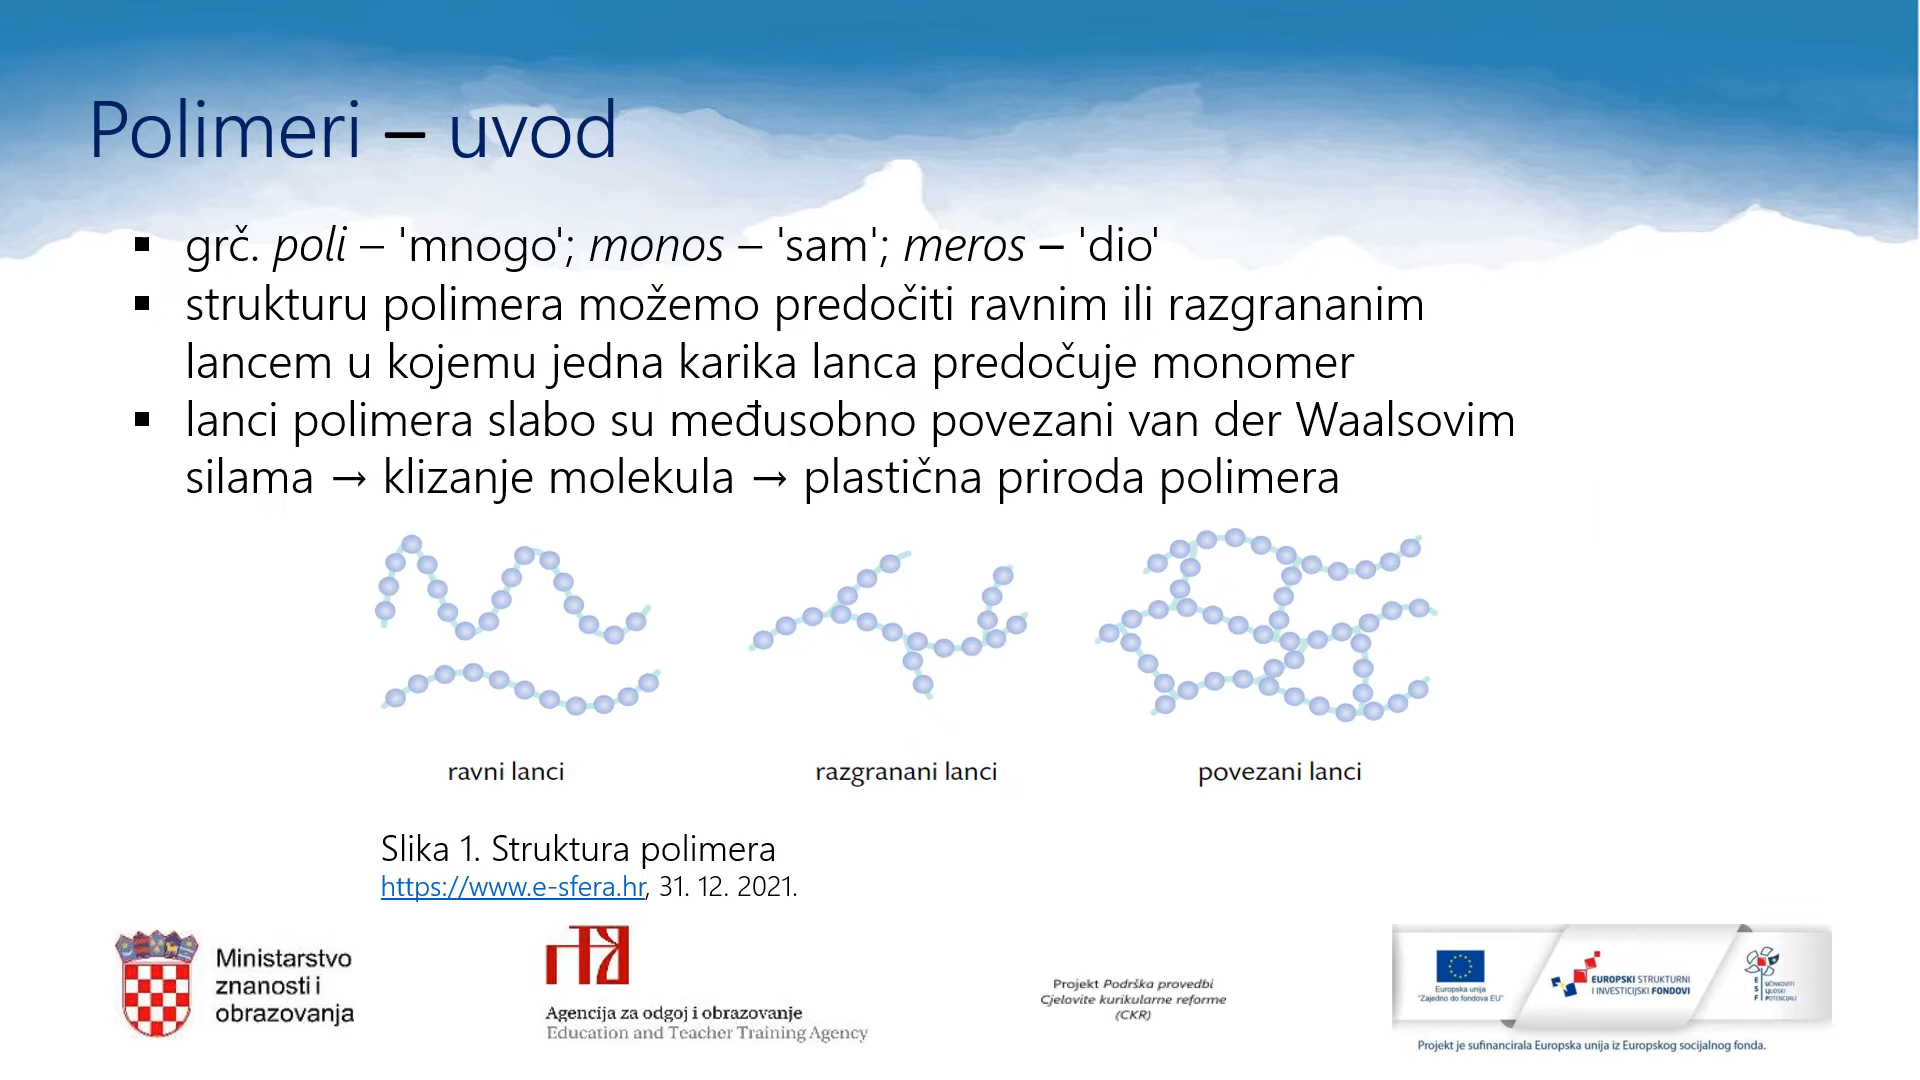 Polimeri – uvod
▪ grč. poli – 'mnogo'; monos – 'sam'; meros – 'dio'
▪ strukturu polimera možemo predočiti ravnim ili razgrananim
lancem u kojemu jedna karika lanca predočuje monomer
▪ lanci polimera slabo su međusobno povezani van der Waalsovim
silama → klizanje molekula → plastična priroda polimera
ravni lanci
razgranani lanci
povezani lanci
Slika 1. Struktura polimera
https://www.e-sfera.hr, 31. 12. 2021.
Ministarstvo
znanosti i
obrazovanja
Agencija za odgoj i obrazovanje
Education and Teacher Training Agency
Projekt Podrška provedbi
Cjelovite kurikularne reforme
(CKR)
Europska unija
"Zajedno do fondova EU"
EUROPSKI STRUKTURNI
I INVESTICIJSKI FONDOVI
ESF
UČINKOVITI
LJUDSKI
POTENCIJALI
Projekt je sufinancirala Europska unija iz Europskog socijalnog fonda.